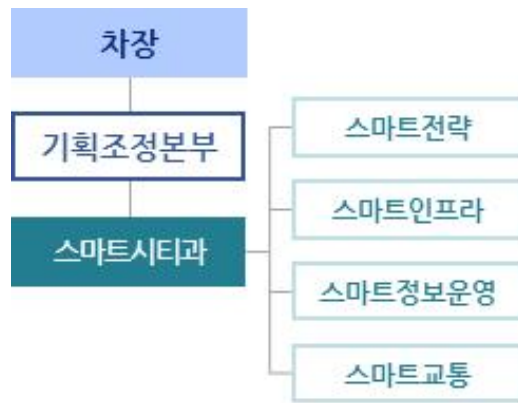 차장
기획조정본부
스마트시티과
스마트전략
스마트인프라
스마트정보운영
스마트교통